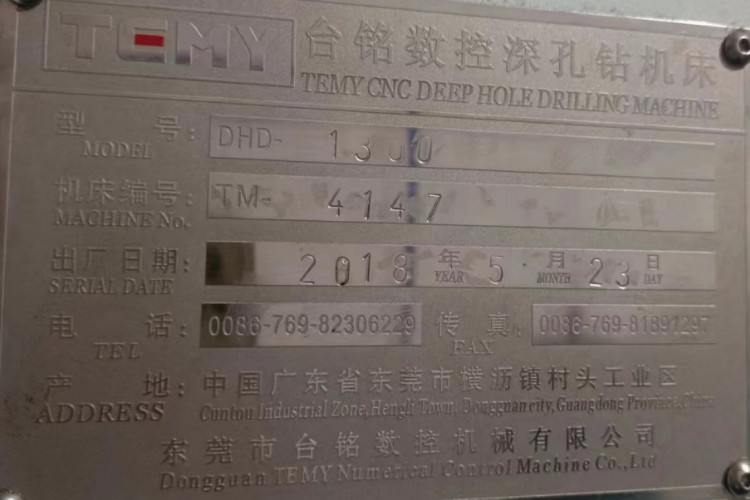 TEMY 台铭数控深孔钻机床
TEMY CNC DEEP HOLE DRILLING MACHINE
型 号: DHD- 1300
MODEL
机床编号: TM- 4147
MACHINE No.
出厂日期: 2018 年 5 月 23 日
SERIAL DATE YEAR MONTH DAY
电 话: 0086-769-82306229 传 真: 0086-769-81891297
TEL FAX
产 地: 中国广东省东莞市横沥镇村头工业区
ADDRESS Cuntou Industrial Zone, Hengli Town, Dongguan city, Guangdong Province, China
东莞市台铭数控机械有限公司
Dongguan TEMY Numerical Control Machine Co.,Ltd